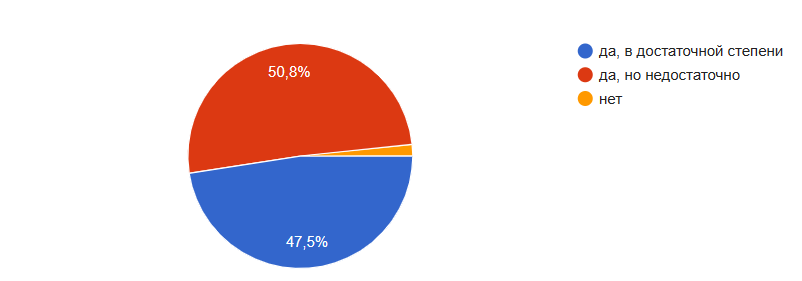 50,8%
47,5%
да, в достаточной степени
да, но недостаточно
нет